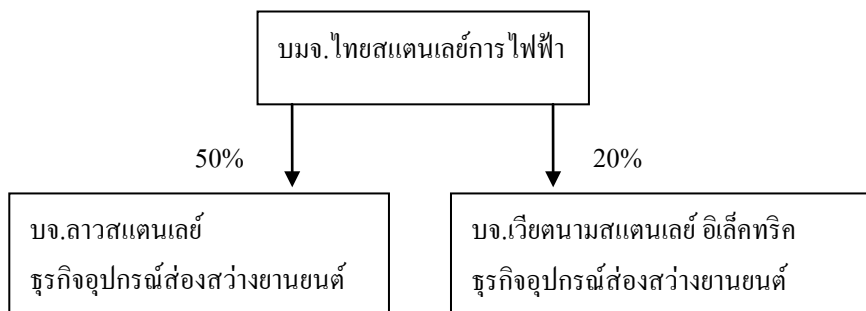 บมจ.ไทยสแตนเลย์การไฟฟ้า
50%
20%
บจ.ลาวสแตนเลย์
ธุรกิจอุปกรณ์ส่องสว่างยานยนต์
บจ.เวียตนามสแตนเลย์ อิเล็คทริค
ธุรกิจอุปกรณ์ส่องสว่างยานยนต์